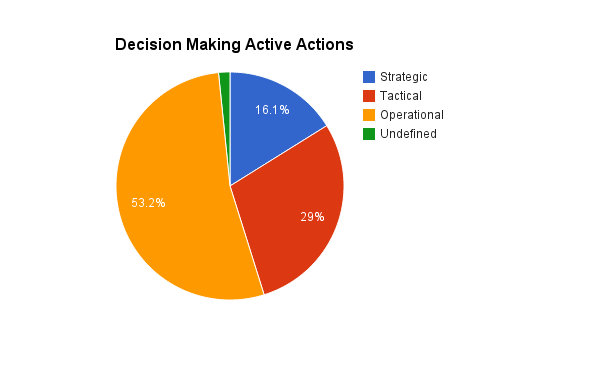 Decision Making Active Actions
Strategic
Tactical
Operational
Undefined
16.1%
53.2%
29%